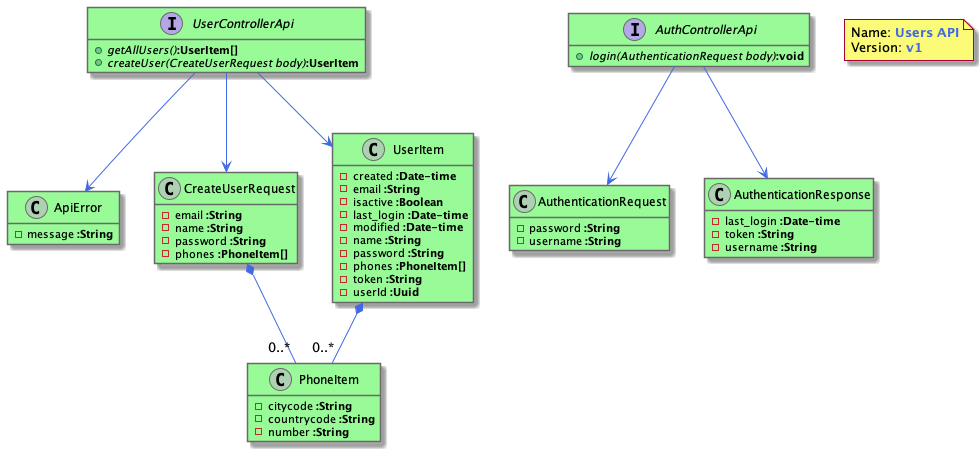 UserControllerApi
getAllUsers():UserItem[]
createUser(CreateUserRequest body):UserItem
AuthControllerApi
login(AuthenticationRequest body):void
Name: Users API
Version: v1
ApiError
message :String
CreateUserRequest
email :String
name :String
password :String
phones :PhoneItem[]
UserItem
created :Date-time
email :String
isactive :Boolean
last_login :Date-time
modified :Date-time
name :String
password :String
phones :PhoneItem[]
token :String
userId :Uuid
AuthenticationRequest
password :String
username :String
AuthenticationResponse
last_login :Date-time
token :String
username :String
0..*
0..*
PhoneItem
citycode :String
countrycode :String
number :String